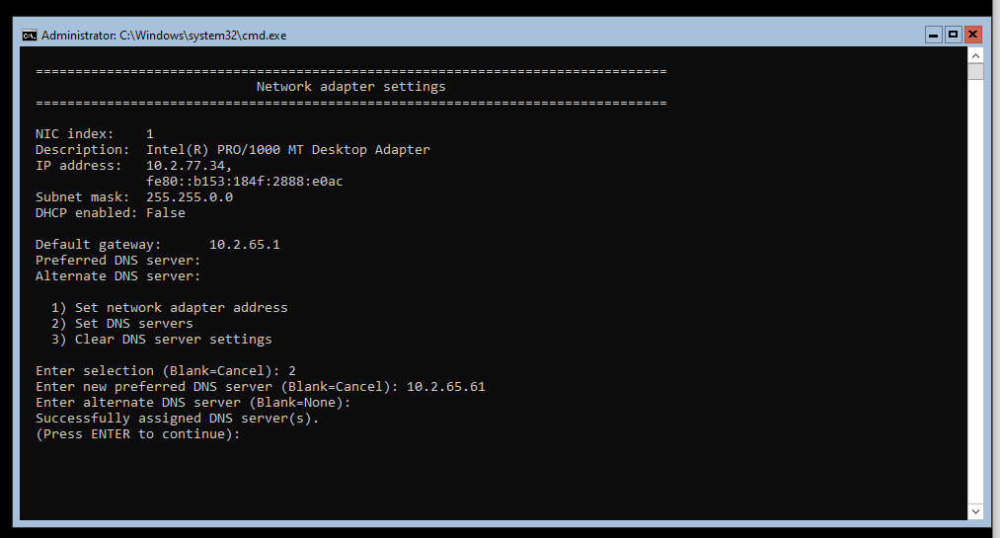 Administrator: C:\Windows\system32\cmd.exe
================================================================================
Network adapter settings
================================================================================
NIC index:    1
Description:  Intel(R) PRO/1000 MT Desktop Adapter
IP address:   10.2.77.34,
              fe80::b153:184f:2888:e0ac
Subnet mask:  255.255.0.0
DHCP enabled: False
Default gateway:      10.2.65.1
Preferred DNS server:
Alternate DNS server:
  1) Set network adapter address
  2) Set DNS servers
  3) Clear DNS server settings
Enter selection (Blank=Cancel): 2
Enter new preferred DNS server (Blank=Cancel): 10.2.65.61
Enter alternate DNS server (Blank=None):
Successfully assigned DNS server(s).
(Press ENTER to continue):